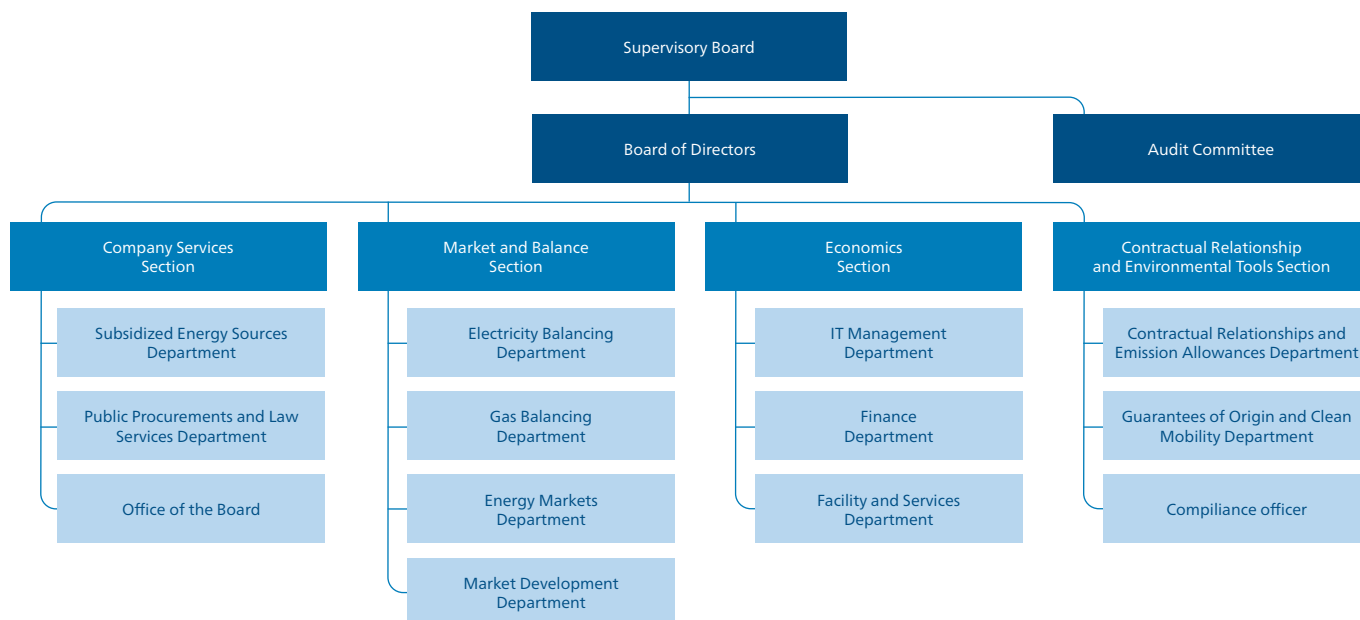 Supervisory Board
Board of Directors
Audit Committee
Company Services
Section
Market and Balance
Section
Economics
Section
Contractual Relationship
and Environmental Tools Section
Subsidized Energy Sources
Department
Electricity Balancing
Department
IT Management
Department
Contractual Relationships and
Emission Allowances Department
Public Procurements and Law
Services Department
Gas Balancing
Department
Finance
Department
Guarantees of Origin and Clean
Mobility Department
Office of the Board
Energy Markets
Department
Facility and Services
Department
Compiliance officer
Market Development
Department